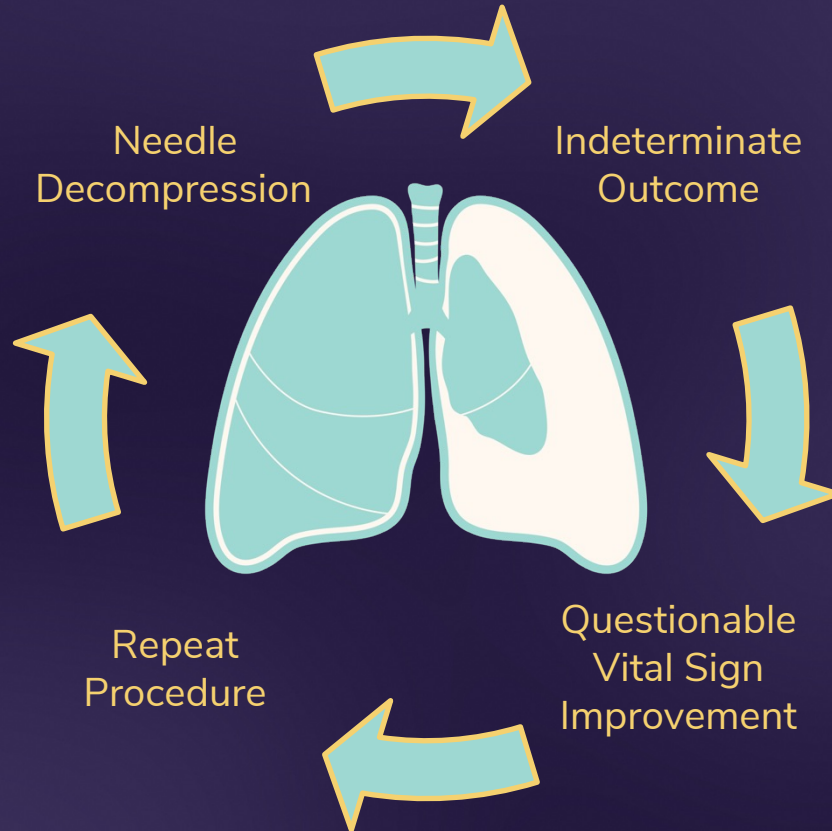 Needle
Decompression
Indeterminate
Outcome
Questionable
Vital Sign
Improvement
Repeat
Procedure